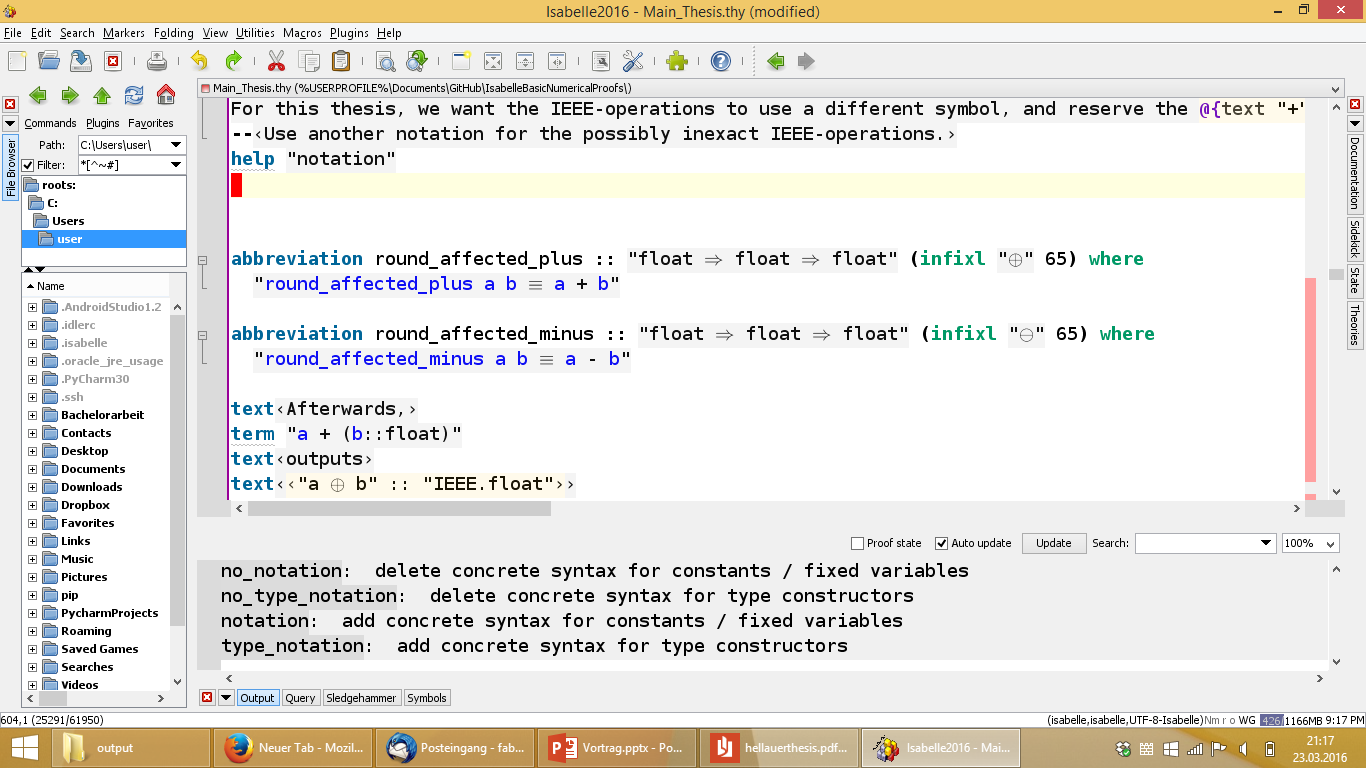 Isabelle2016 - Main_Thesis.thy (modified)
File Edit Search Markers Folding View Utilities Macros Plugins Help
Main_Thesis.thy (%USERPROFILE%\Documents\GitHub\IsabelleBasicNumericalProofs\)
Commands Plugins Favorites
Path: C:\Users\user\
Filter: *[^~#]
roots:
C:
Users
user
Name
.AndroidStudio1.2
.idlerc
.isabelle
.oracle_jre_usage
.PyCharm30
.ssh
Bachelorarbeit
Contacts
Desktop
Documents
Downloads
Dropbox
Favorites
Links
Music
Pictures
pip
PycharmProjects
Roaming
Saved Games
Searches
Videos
File Browser
For this thesis, we want the IEEE-operations to use a different symbol, and reserve the @{text "+"
--‹Use another notation for the possibly inexact IEEE-operations.›
help "notation"
abbreviation round_affected_plus :: "float ⇒ float ⇒ float" (infixl "⊕" 65) where
"round_affected_plus a b ≡ a + b"
abbreviation round_affected_minus :: "float ⇒ float ⇒ float" (infixl "⊖" 65) where
"round_affected_minus a b ≡ a - b"
text‹Afterwards,›
term "a + (b::float)"
text‹outputs›
text‹‹"a ⊕ b" :: "IEEE.float"››
Documentation
Sidekick
State
Theories
Proof state Auto update Update Search: 100%
no_notation: delete concrete syntax for constants / fixed variables
no_type_notation: delete concrete syntax for type constructors
notation: add concrete syntax for constants / fixed variables
type_notation: add concrete syntax for type constructors
Output Query Sledgehammer Symbols
604,1 (25291/61950)
(isabelle,isabelle,UTF-8-Isabelle)Nm r o WG 426/1166MB 9:17 PM
output
Neuer Tab - Mozil...
Posteingang - fab...
Vortrag.pptx - Po...
hellauerthesis.pdf...
Isabelle2016 - Mai...
21:17
23.03.2016